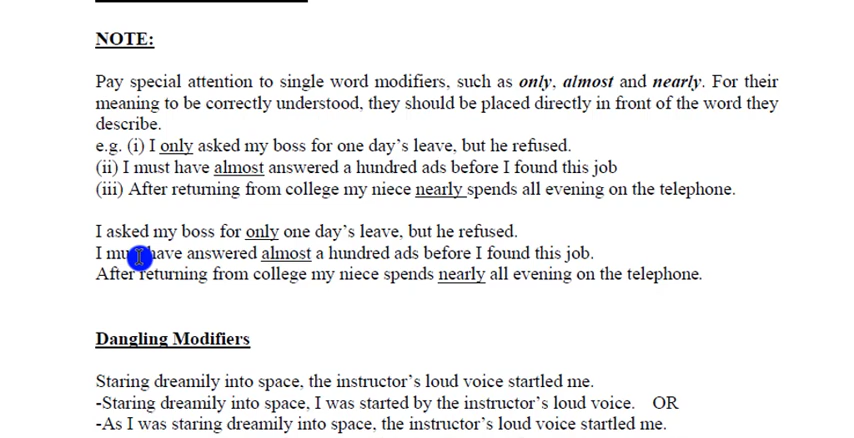 NOTE:
Pay special attention to single word modifiers, such as only, almost and nearly. For their
meaning to be correctly understood, they should be placed directly in front of the word they
describe.
e.g. (i) I only asked my boss for one day's leave, but he refused.
(ii) I must have almost answered a hundred ads before I found this job
(iii) After returning from college my niece nearly spends all evening on the telephone.
I asked my boss for only one day's leave, but he refused.
I must have answered almost a hundred ads before I found this job.
After returning from college my niece spends nearly all evening on the telephone.
Dangling Modifiers
Staring dreamily into space, the instructor's loud voice startled me.
-Staring dreamily into space, I was started by the instructor's loud voice. OR
-As I was staring dreamily into space, the instructor's loud voice startled me.